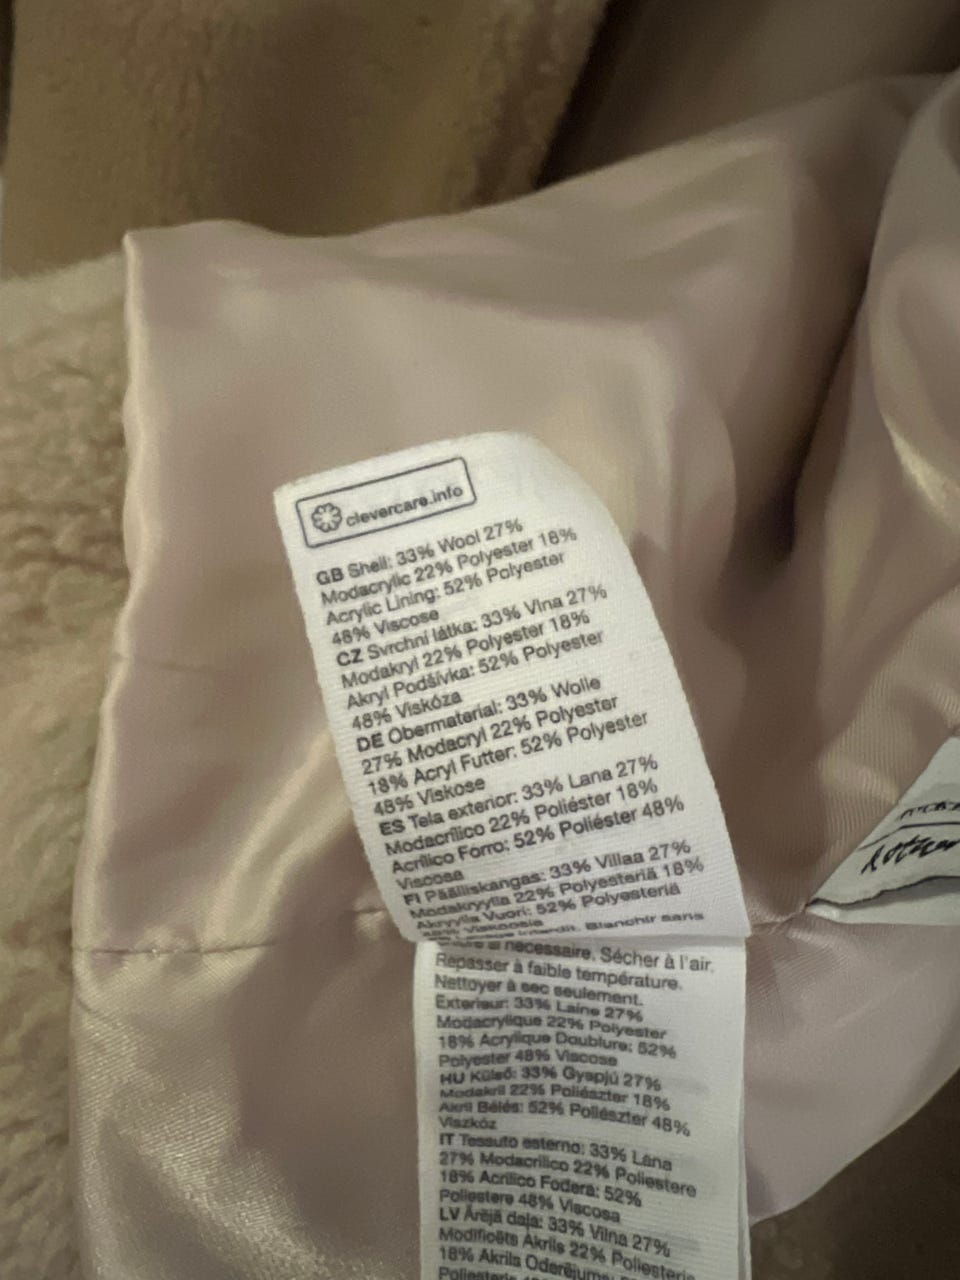 clevercare.info
GB Shell: 33% Wool 27%
Modacrylic 22% Polyester 18%
Acrylic Lining: 52% Polyester
48% Viscose
CZ Svrchní látka: 33% Vlna 27%
Modakryl 22% Polyester 18%
Akryl Podšívka: 52% Polyester
48% Viskóza
DE Obermaterial: 33% Wolle
27% Modacryl 22% Polyester
18% Acryl Futter: 52% Polyester
48% Viskose
ES Tela exterior: 33% Lana 27%
Modacrílico 22% Poliéster 18%
Acrílico Forro: 52% Poliéster 48%
Viscosa
FI Päälliskangas: 33% Villaa 27%
Modakryylia 22% Polyesteriä 18%
Akryylia Vuori: 52% Polyesteriä
48% Viskoosia
interdit. Blanchir sans
si nécessaire. Sécher à l'air.
Repasser à faible température.
Nettoyer à sec seulement.
Exterieur: 33% Laine 27%
Modacrylique 22% Polyester
18% Acrylique Doublure: 52%
Polyester 48% Viscose
HU Külső: 33% Gyapjú 27%
Modakril 22% Poliészter 18%
Akril Bélés: 52% Poliészter 48%
Viszkóz
IT Tessuto esterno: 33% Lana
27% Modacrilico 22% Poliestere
18% Acrilico Fodera: 52%
Poliestere 48% Viscosa
LV Ārējā daļa: 33% Vilna 27%
Modificēts Akrils 22% Poliesteris
18% Akrils Oderējums:
Poliesteris